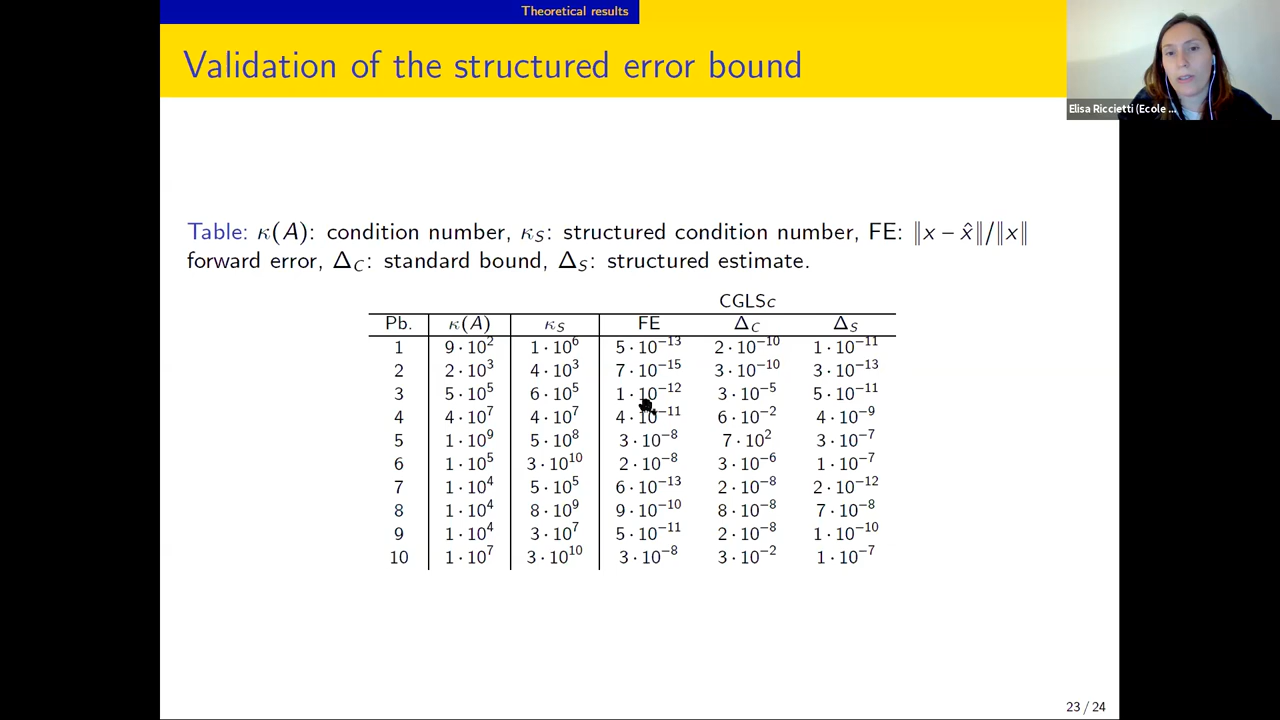 Theoretical results
Validation of the structured error bound
Elisa Riccietti (Ecole ...
Table: κ(A): condition number, κ_S: structured condition number, FE: ‖x − x̂‖/‖x‖
forward error, Δ_C: standard bound, Δ_S: structured estimate.
CGLSc
Pb. κ(A) κ_S FE Δ_C Δ_S
1 9·10² 1·10⁶ 5·10⁻¹³ 2·10⁻¹⁰ 1·10⁻¹¹
2 2·10³ 4·10³ 7·10⁻¹⁵ 3·10⁻¹⁰ 3·10⁻¹³
3 5·10⁵ 6·10⁵ 1·10⁻¹² 3·10⁻⁵ 5·10⁻¹¹
4 4·10⁷ 4·10⁷ 4·10⁻¹¹ 6·10⁻² 4·10⁻⁹
5 1·10⁹ 5·10⁸ 3·10⁻⁸ 7·10² 3·10⁻⁷
6 1·10⁵ 3·10¹⁰ 2·10⁻⁸ 3·10⁻⁶ 1·10⁻⁷
7 1·10⁴ 5·10⁵ 6·10⁻¹³ 2·10⁻⁸ 2·10⁻¹²
8 1·10⁴ 8·10⁹ 9·10⁻¹⁰ 8·10⁻⁸ 7·10⁻⁸
9 1·10⁴ 3·10⁷ 5·10⁻¹¹ 2·10⁻⁸ 1·10⁻¹⁰
10 1·10⁷ 3·10¹⁰ 3·10⁻⁸ 3·10⁻² 1·10⁻⁷
23 / 24